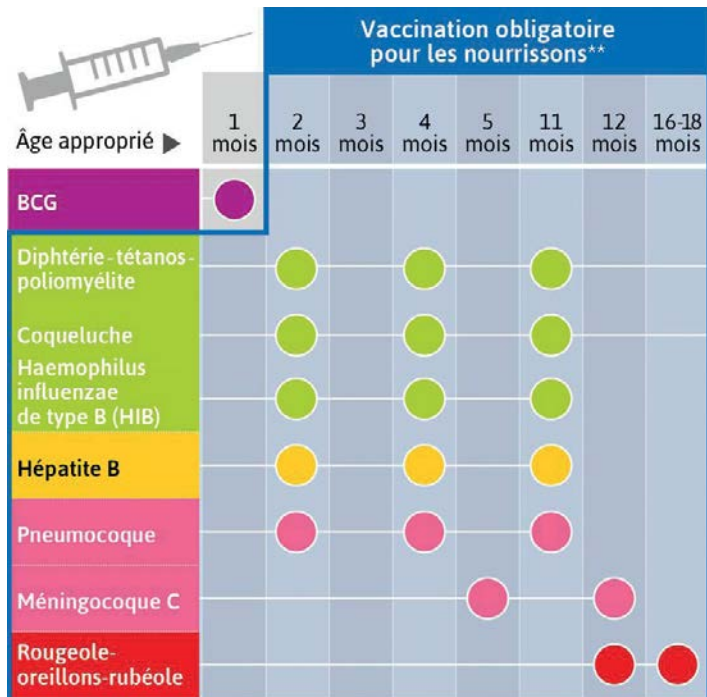 Vaccination obligatoire
pour les nourrissons**
Âge approprié ▶
1 mois
2 mois
3 mois
4 mois
5 mois
11 mois
12 mois
16-18 mois
BCG
Diphtérie-tétanos-
poliomyélite
Coqueluche
Haemophilus
influenzae
de type B (HIB)
Hépatite B
Pneumocoque
Méningocoque C
Rougeole-
oreillons-rubéole